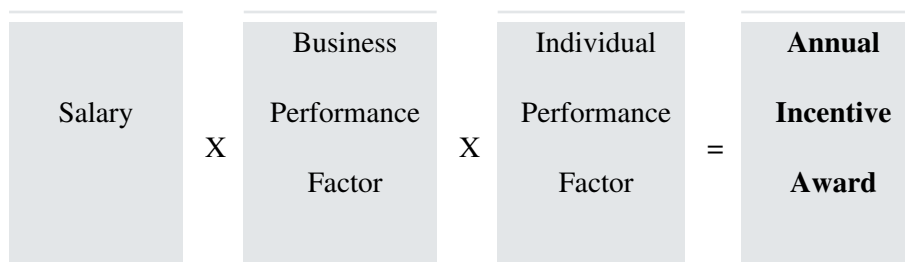 Salary
X
Business
Performance
Factor
X
Individual
Performance
Factor
=
Annual
Incentive
Award